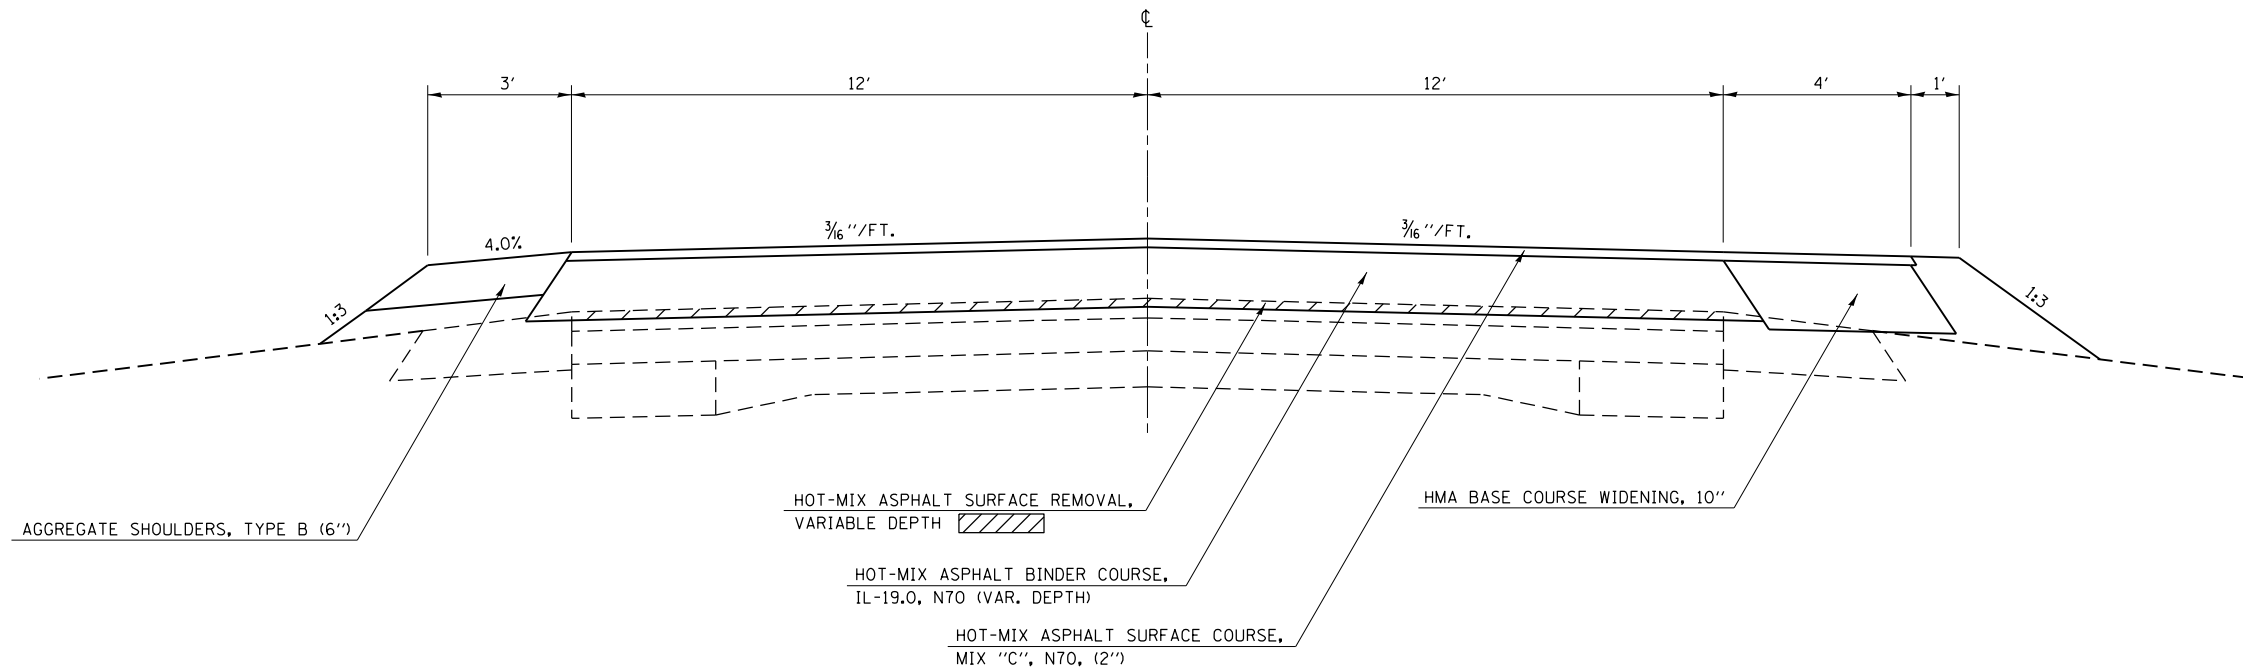 ℄
3' 12' 12' 4' 1'
4.0% 3/16"/FT. 3/16"/FT.
1:3 1:3
HOT-MIX ASPHALT SURFACE REMOVAL,
VARIABLE DEPTH
HMA BASE COURSE WIDENING, 10"
AGGREGATE SHOULDERS, TYPE B (6")
HOT-MIX ASPHALT BINDER COURSE,
IL-19.0, N70 (VAR. DEPTH)
HOT-MIX ASPHALT SURFACE COURSE,
MIX "C", N70, (2")